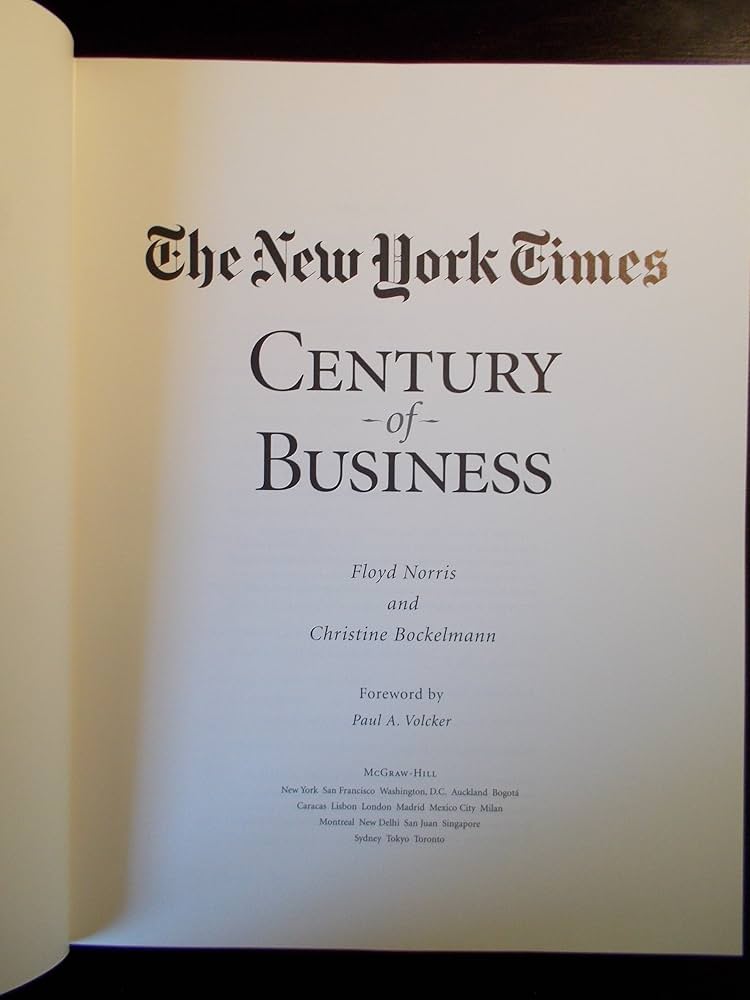 The New York Times
CENTURY
of
BUSINESS
Floyd Norris
and
Christine Bockelmann
Foreword by
Paul A. Volcker
McGRAW-HILL
New York San Francisco Washington, D.C. Auckland Bogotá
Caracas Lisbon London Madrid Mexico City Milan
Montreal New Delhi San Juan Singapore
Sydney Tokyo Toronto